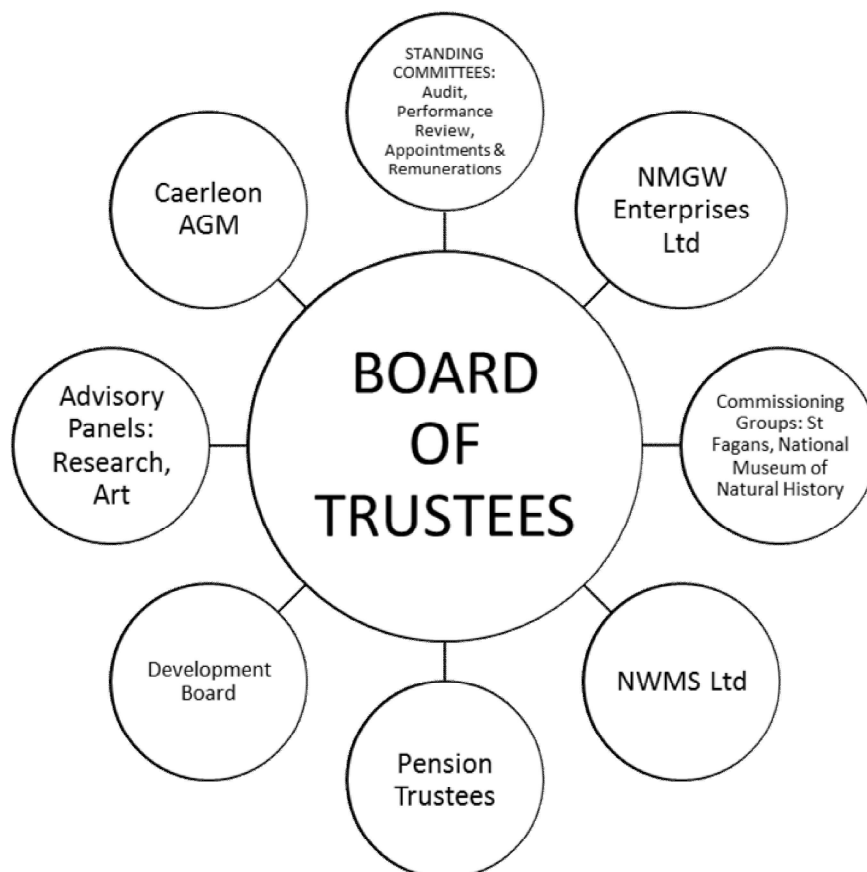 STANDING
COMMITTEES:
Audit,
Performance
Review,
Appointments &
Remunerations
NMGW
Enterprises
Ltd
Commissioning
Groups: St
Fagans, National
Museum of
Natural History
NWMS Ltd
Pension
Trustees
Development
Board
Advisory
Panels:
Research,
Art
Caerleon
AGM
BOARD
OF
TRUSTEES